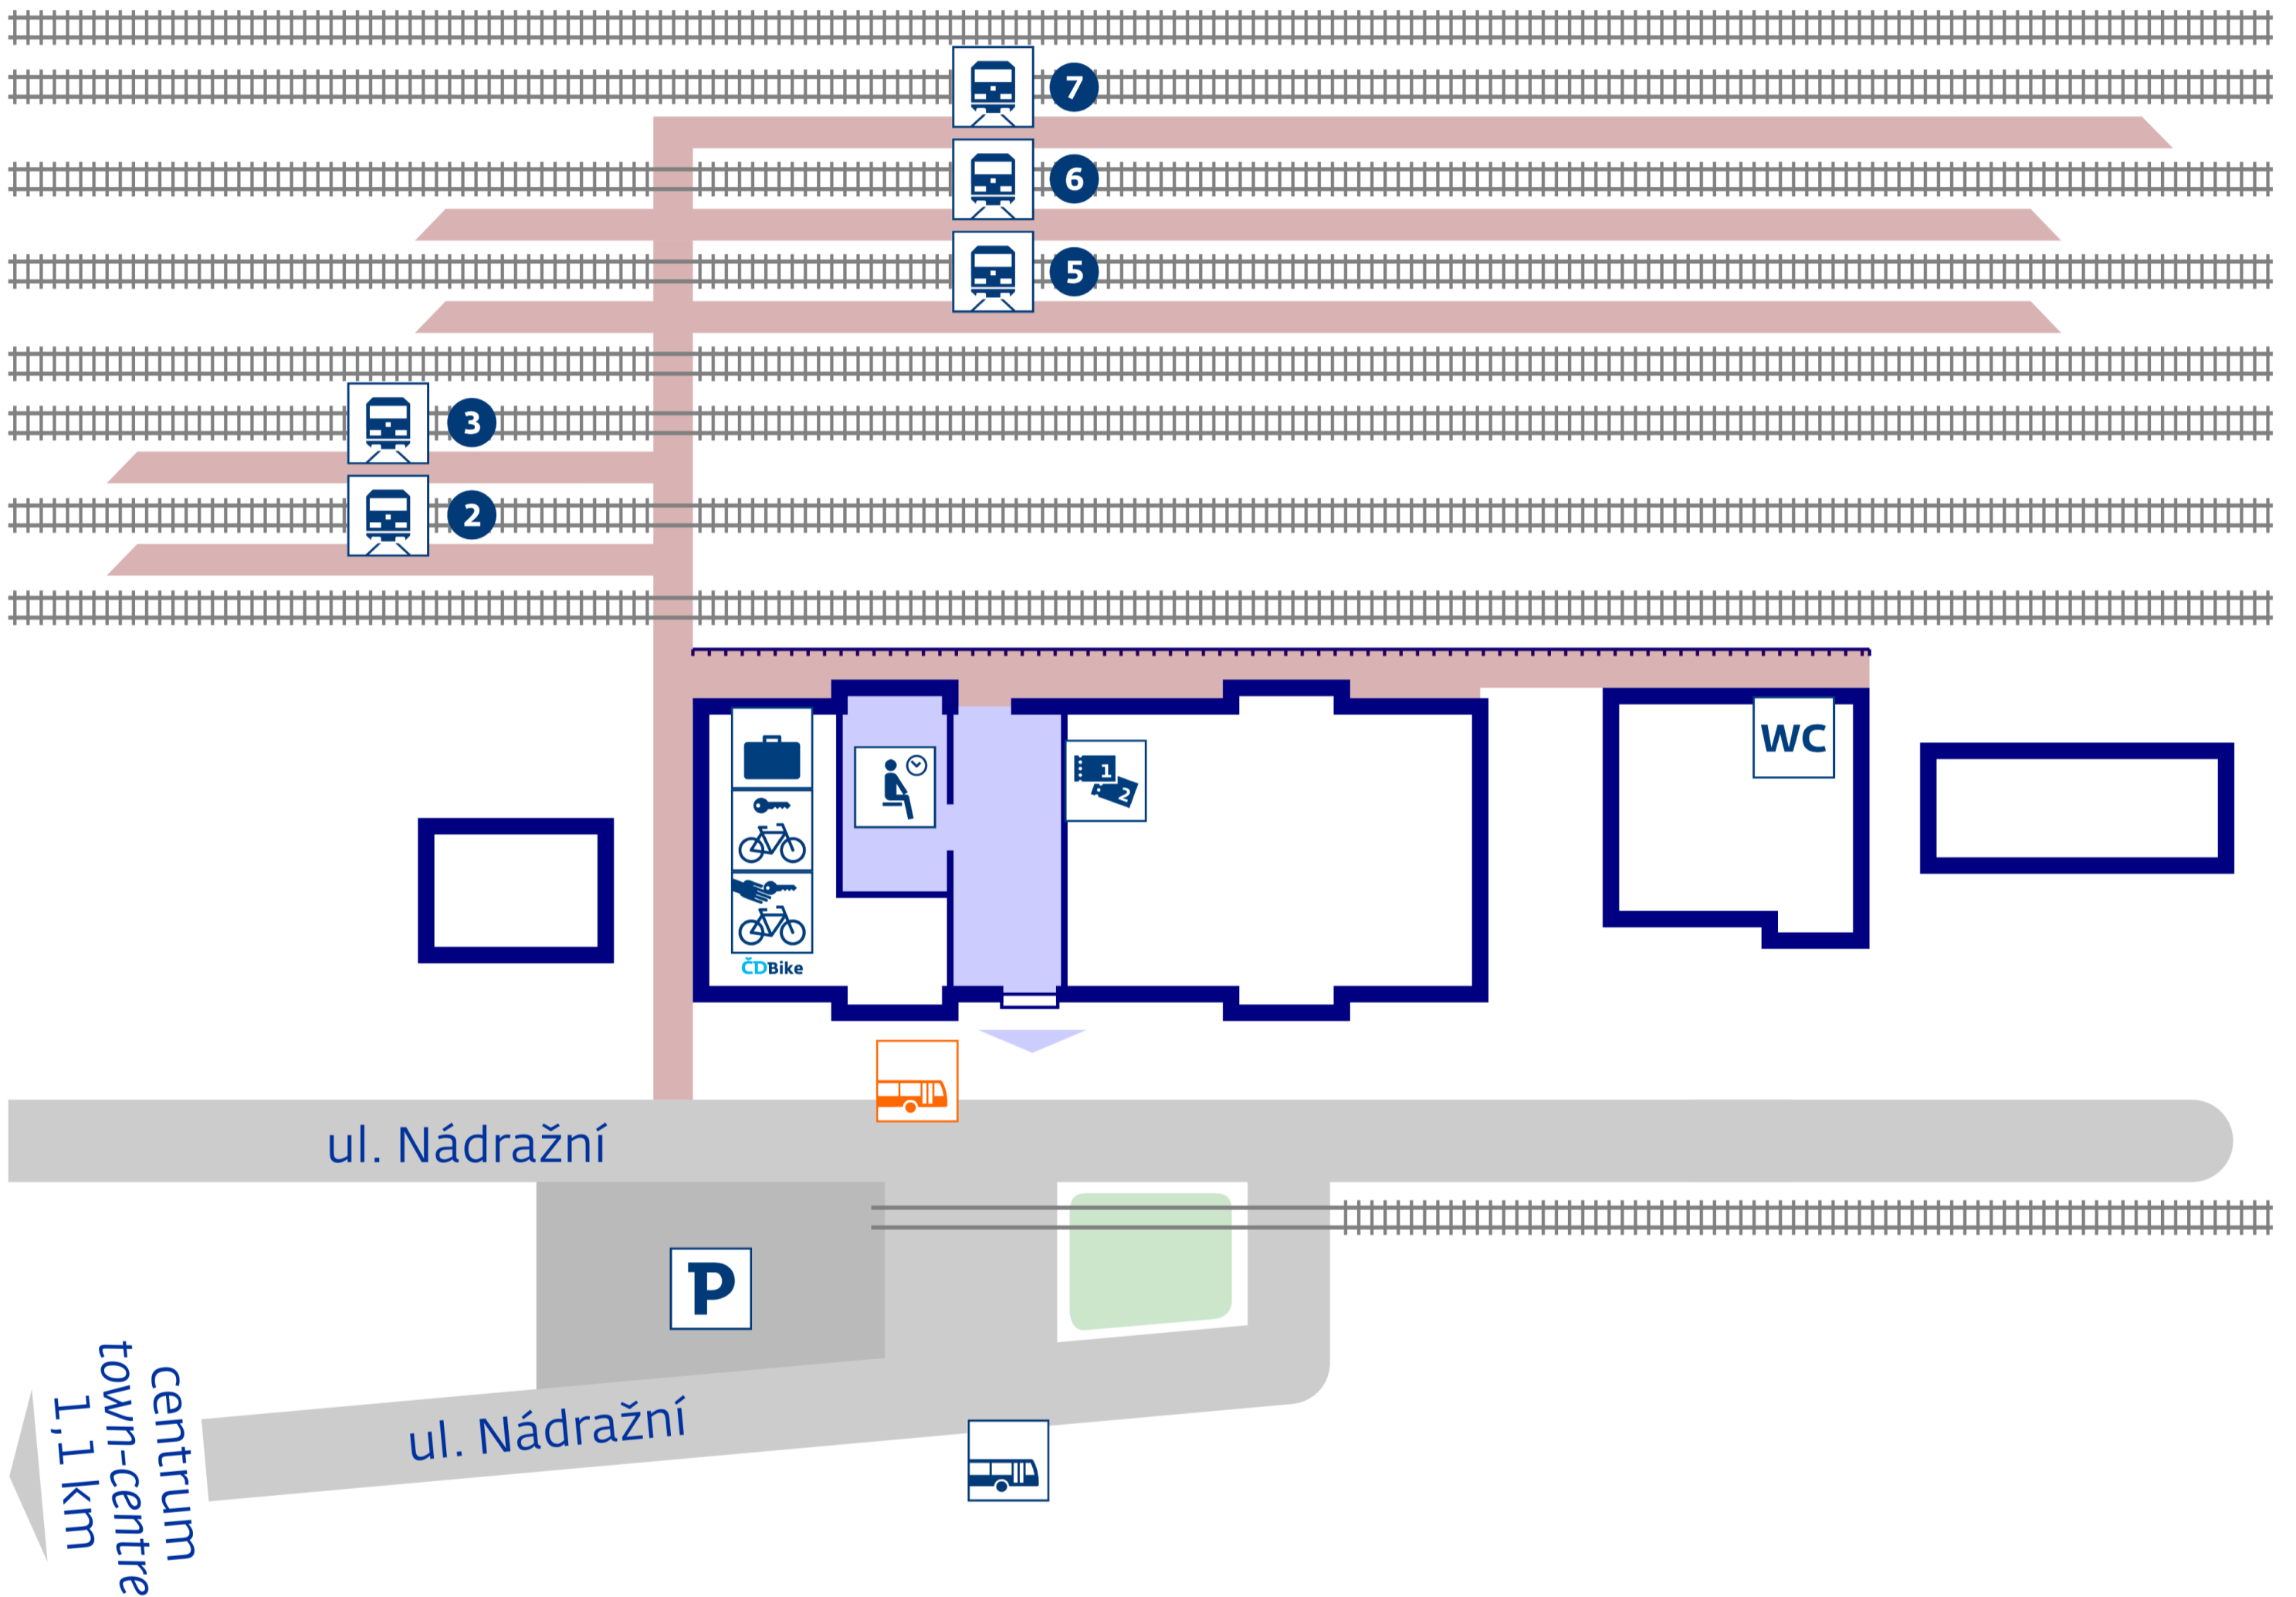 7
6
5
3
2
1
2
WC
ČDBike
ul. Nádražní
P
ul. Nádražní
centrum
town-centre
1,1 km